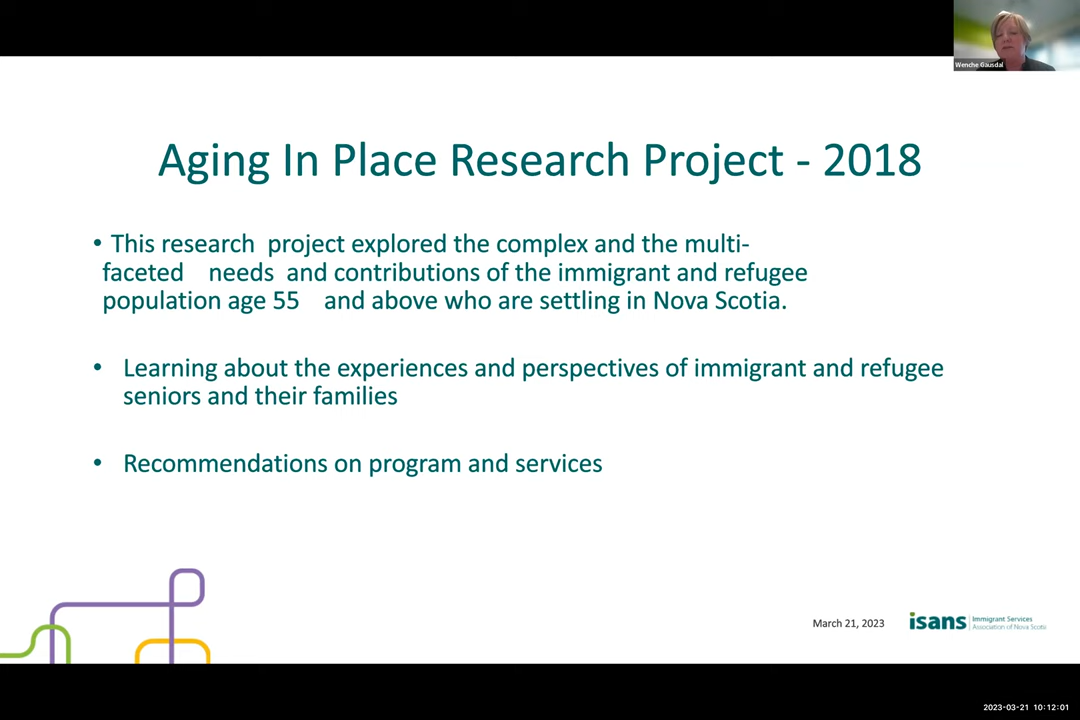 Wenche Gausdal
Aging In Place Research Project - 2018
• This research project explored the complex and the multi-
faceted needs and contributions of the immigrant and refugee
population age 55 and above who are settling in Nova Scotia.
• Learning about the experiences and perspectives of immigrant and refugee
seniors and their families
• Recommendations on program and services
March 21, 2023
isans
Immigrant Services
Association of Nova Scotia
2023-03-21 10:12:01